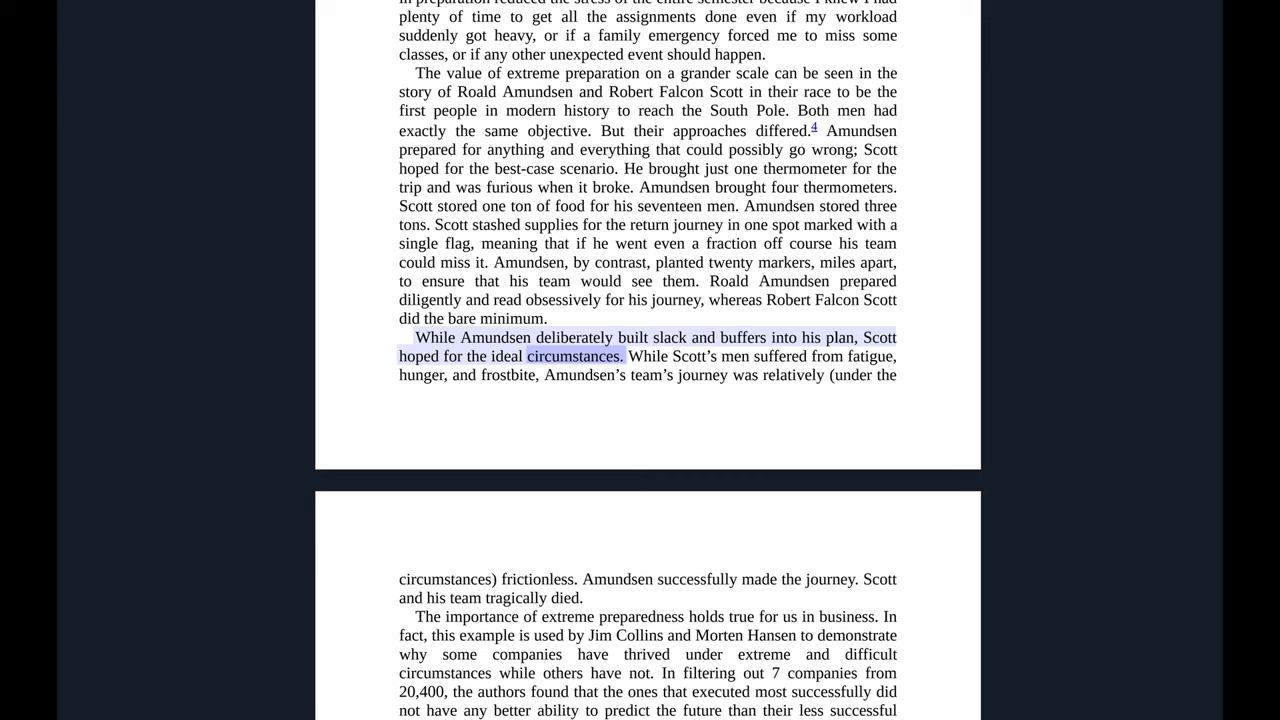 in preparation reduced the stress of the entire semester because I knew I had
plenty of time to get all the assignments done even if my workload
suddenly got heavy, or if a family emergency forced me to miss some
classes, or if any other unexpected event should happen.
The value of extreme preparation on a grander scale can be seen in the
story of Roald Amundsen and Robert Falcon Scott in their race to be the
first people in modern history to reach the South Pole. Both men had
exactly the same objective. But their approaches differed.4 Amundsen
prepared for anything and everything that could possibly go wrong; Scott
hoped for the best-case scenario. He brought just one thermometer for the
trip and was furious when it broke. Amundsen brought four thermometers.
Scott stored one ton of food for his seventeen men. Amundsen stored three
tons. Scott stashed supplies for the return journey in one spot marked with a
single flag, meaning that if he went even a fraction off course his team
could miss it. Amundsen, by contrast, planted twenty markers, miles apart,
to ensure that his team would see them. Roald Amundsen prepared
diligently and read obsessively for his journey, whereas Robert Falcon Scott
did the bare minimum.
While Amundsen deliberately built slack and buffers into his plan, Scott
hoped for the ideal circumstances. While Scott’s men suffered from fatigue,
hunger, and frostbite, Amundsen’s team’s journey was relatively (under the
circumstances) frictionless. Amundsen successfully made the journey. Scott
and his team tragically died.
The importance of extreme preparedness holds true for us in business. In
fact, this example is used by Jim Collins and Morten Hansen to demonstrate
why some companies have thrived under extreme and difficult
circumstances while others have not. In filtering out 7 companies from
20,400, the authors found that the ones that executed most successfully did
not have any better ability to predict the future than their less successful